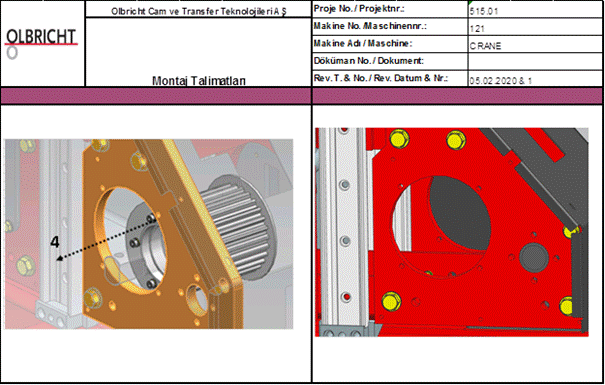 OLBRICHT
Olbricht Cam ve Transfer Teknolojileri A Ş
Montaj Talimatları
Proje No. / Projektnr.: 515.01
Makine No. /Maschinennr.: 121
Makine Adı / Maschine: CRANE
Döküman No. / Dokument:
Rev. T. & No. / Rev. Datum & Nr.: 05.02.2020 & 1
4